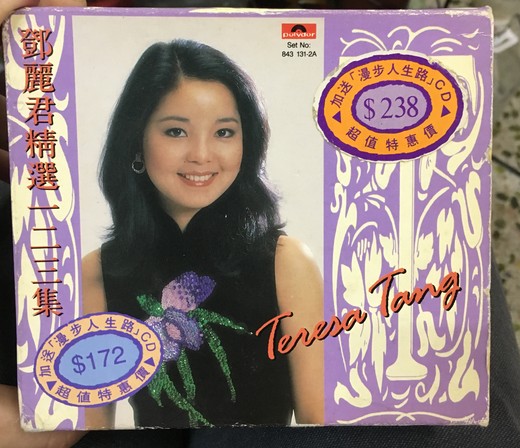 鄧麗君精選一二三集
polydor
Set No:
843 131-2A
加送「漫步人生路」CD
$238
超值特惠價
Teresa Tang
加送「漫步人生路」CD
$172
超值特惠價